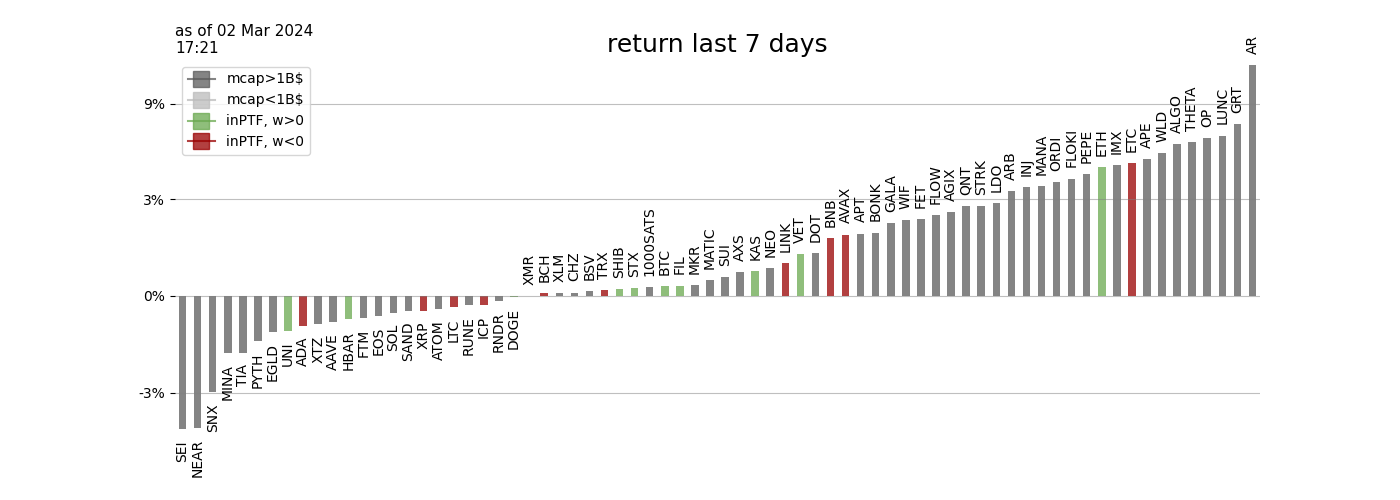 as of 02 Mar 2024
17:21
return last 7 days
mcap>1B$
mcap<1B$
inPTF, w>0
inPTF, w<0
9%
3%
0%
-3%
SEI
NEAR
SNX
MINA
TIA
PYTH
EGLD
UNI
ADA
XTZ
AAVE
HBAR
FTM
EOS
SOL
SAND
XRP
ATOM
LTC
RUNE
ICP
RNDR
DOGE
XMR
BCH
XLM
CHZ
BSV
TRX
SHIB
STX
1000SATS
BTC
FIL
MKR
MATIC
SUI
AXS
KAS
NEO
LINK
VET
DOT
BNB
AVAX
APT
BONK
GALA
WIF
FET
FLOW
AGIX
QNT
STRK
LDO
ARB
INJ
MANA
ORDI
FLOKI
PEPE
ETH
IMX
ETC
APE
WLD
ALGO
THETA
OP
LUNC
GRT
AR